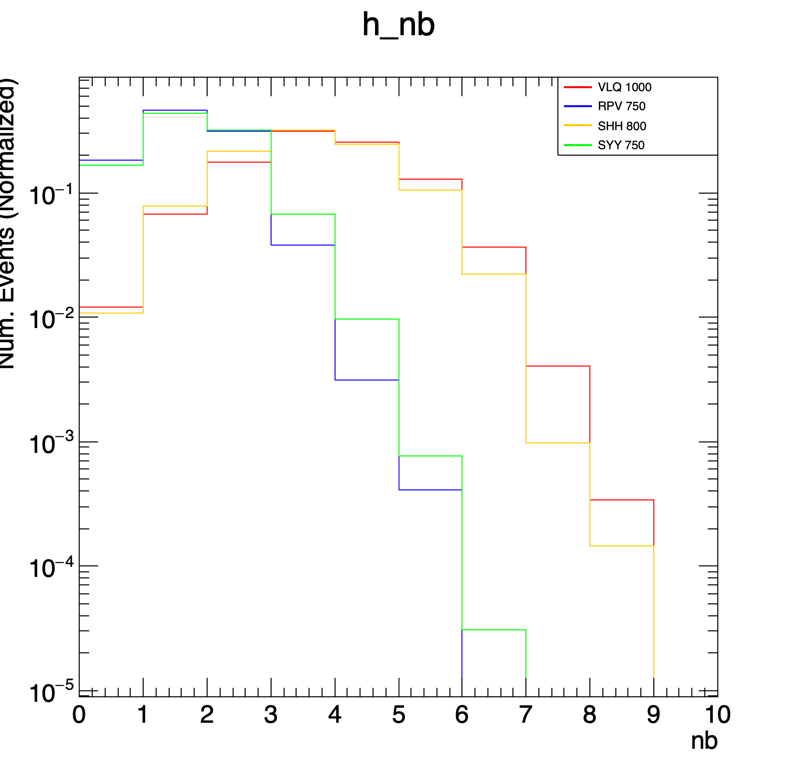 h_nb
Num. Events (Normalized)
VLQ 1000
RPV 750
SHH 800
SYY 750
10⁻¹
10⁻²
10⁻³
10⁻⁴
10⁻⁵
0 1 2 3 4 5 6 7 8 9 10
nb